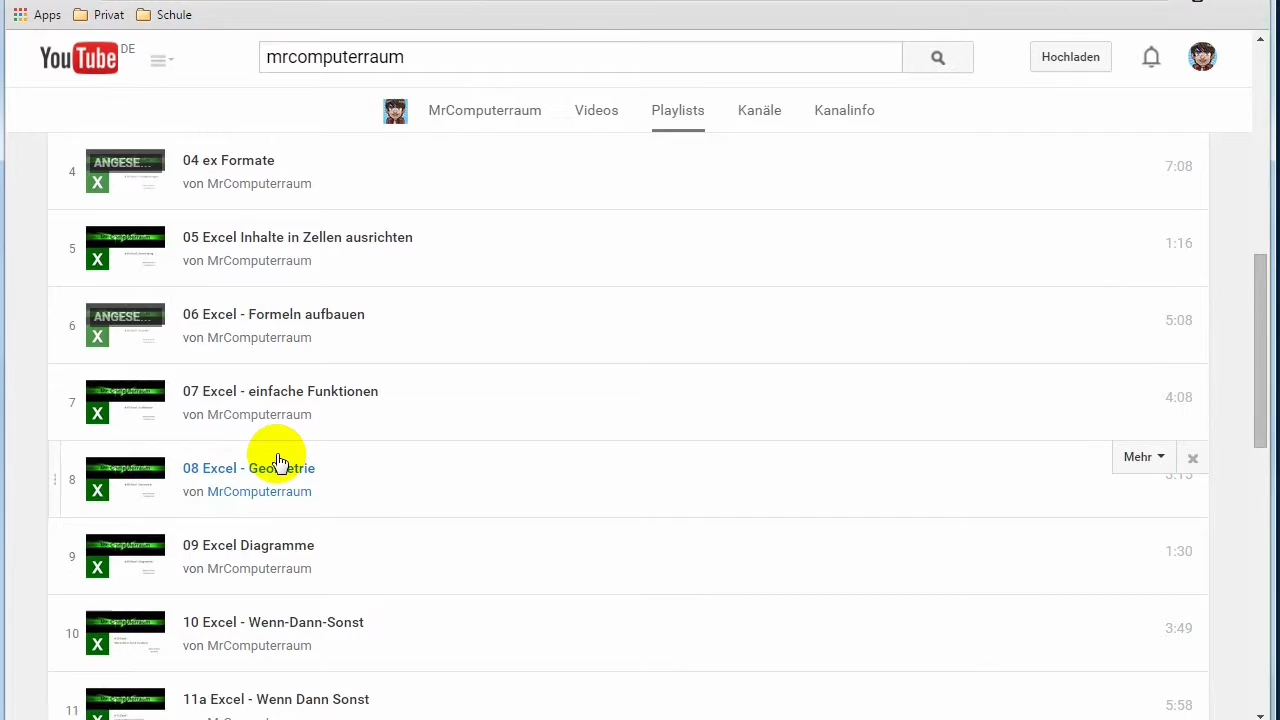 Apps Privat Schule
YouTube DE
mrcomputerraum
Hochladen
MrComputerraum Videos Playlists Kanäle Kanalinfo
4 ANGESE... X 04 ex Formate 7:08
von MrComputerraum
5 X 05 Excel Inhalte in Zellen ausrichten 1:16
von MrComputerraum
6 ANGESE... X 06 Excel - Formeln aufbauen 5:08
von MrComputerraum
7 X 07 Excel - einfache Funktionen 4:08
von MrComputerraum
8 X 08 Excel - Geometrie Mehr
von MrComputerraum
9 X 09 Excel Diagramme 1:30
von MrComputerraum
10 X 10 Excel - Wenn-Dann-Sonst 3:49
von MrComputerraum
11 X 11a Excel - Wenn Dann Sonst 5:58